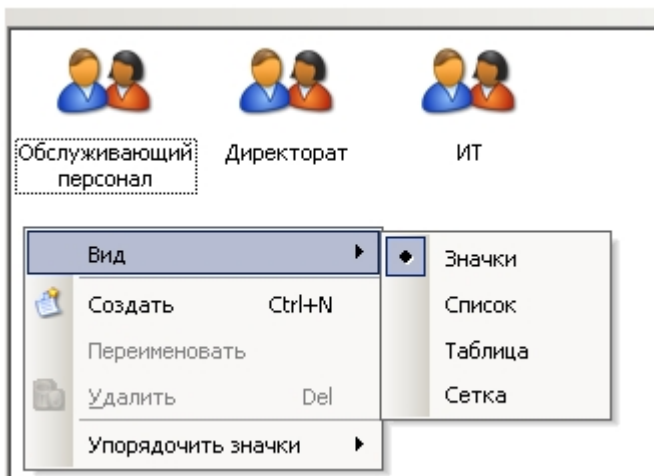 Обслуживающий персонал
Директорат
ИТ
Вид
Значки
Создать Ctrl+N
Список
Переименовать
Таблица
Удалить Del
Сетка
Упорядочить значки